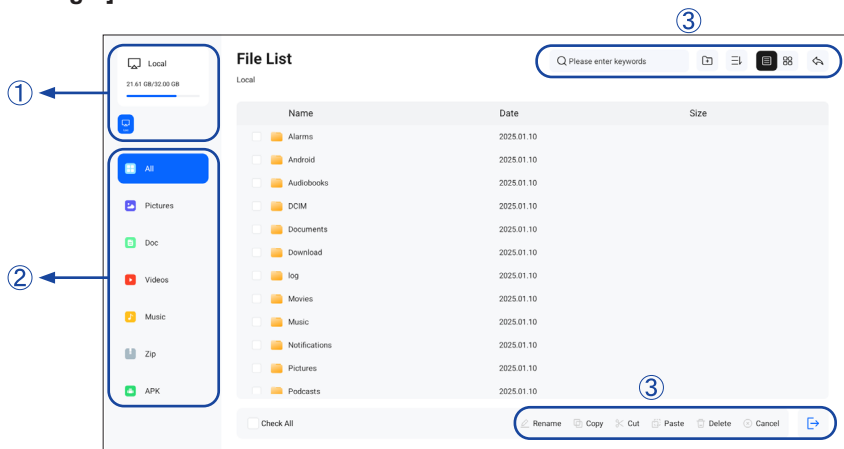 ③
Local
21.61 GB/32.00 GB
①
File List
Local
Please enter keywords
Name Date Size
Alarms 2025.01.10
Android 2025.01.10
Audiobooks 2025.01.10
DCIM 2025.01.10
Documents 2025.01.10
Download 2025.01.10
log 2025.01.10
Movies 2025.01.10
Music 2025.01.10
Notifications 2025.01.10
Pictures 2025.01.10
Podcasts 2025.01.10
②
All
Pictures
Doc
Videos
Music
Zip
APK
③
Check All
Rename Copy Cut Paste Delete Cancel